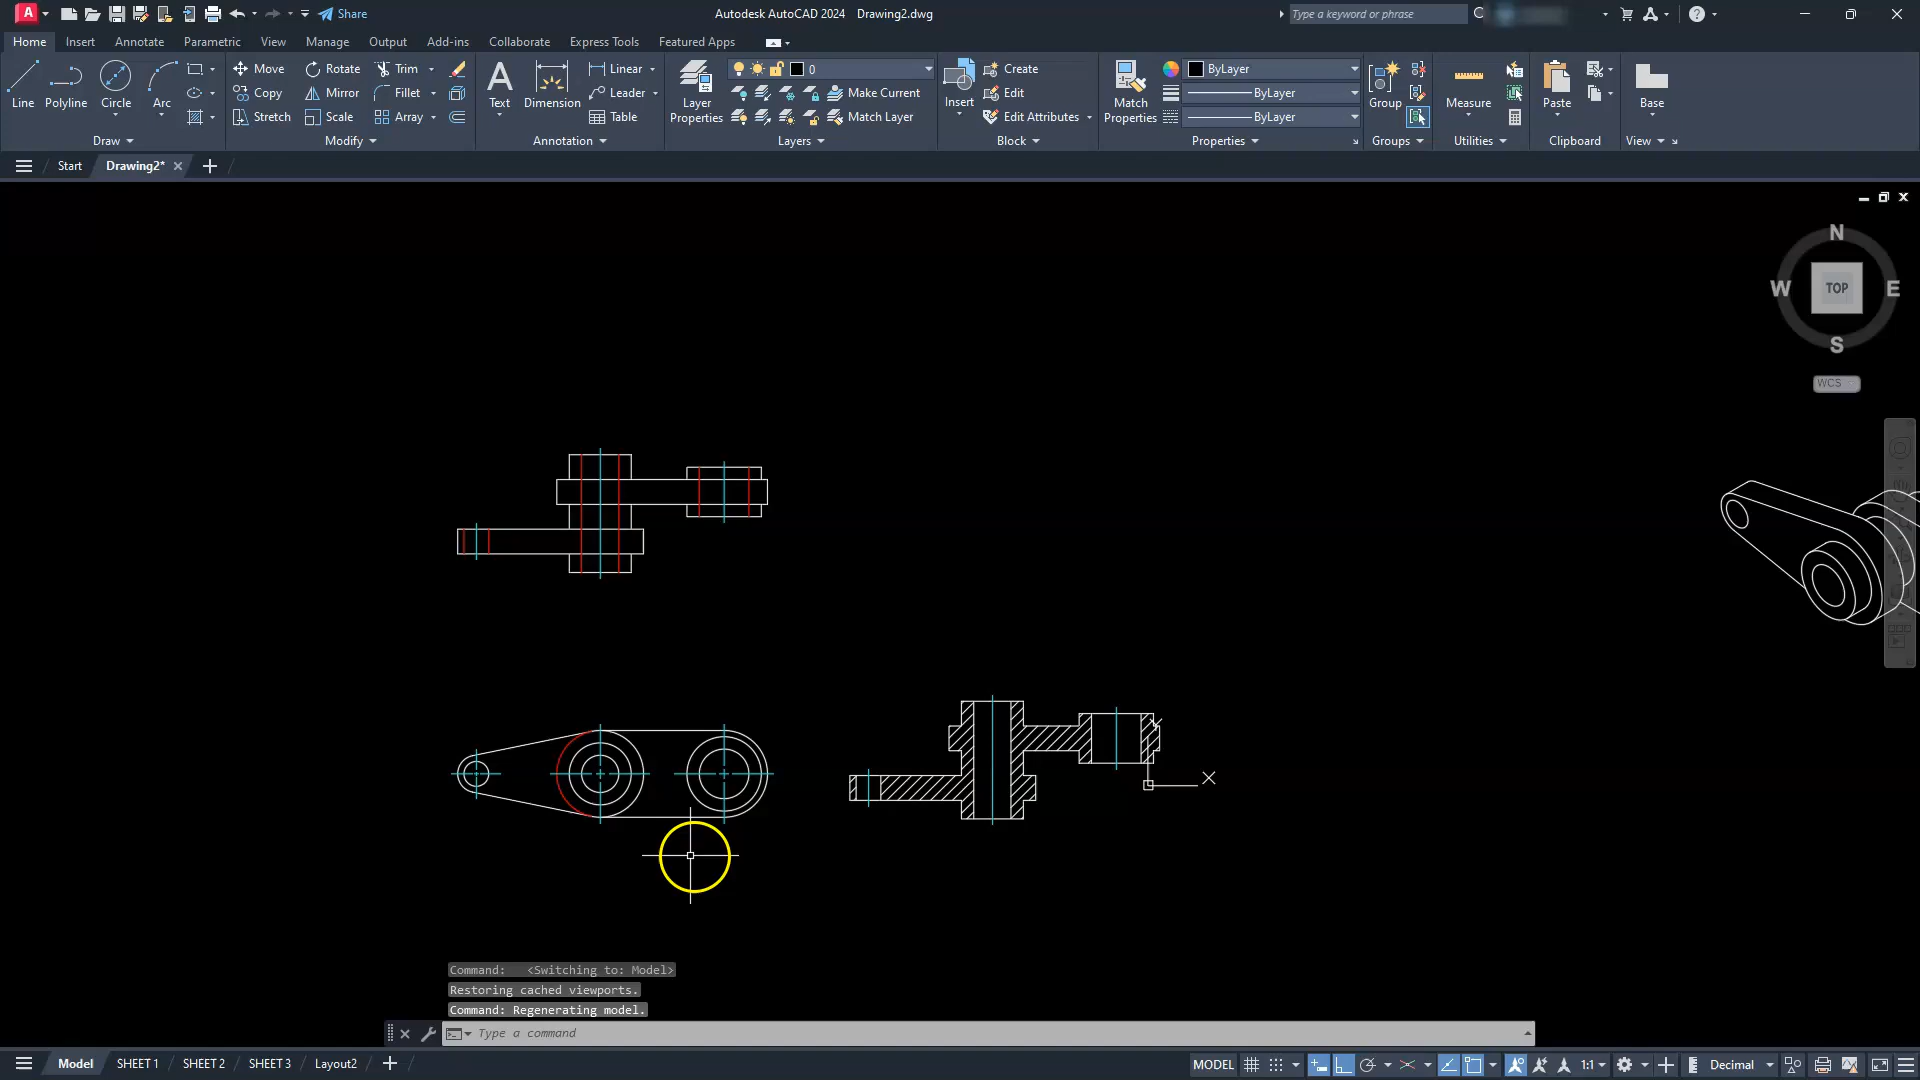 A Share Autodesk AutoCAD 2024 Drawing2.dwg Type a keyword or phrase
Home Insert Annotate Parametric View Manage Output Add-ins Collaborate Express Tools Featured Apps
Line Polyline Circle Arc
Draw
Move Rotate Trim
Copy Mirror Fillet
Stretch Scale Array
Modify
Text Dimension
Linear
Leader
Table
Annotation
Layer Properties
0
Make Current
Match Layer
Layers
Insert
Create
Edit
Edit Attributes
Block
Match Properties
ByLayer
ByLayer
ByLayer
Properties
Group
Groups
Measure
Utilities
Paste
Clipboard
Base
View
Start Drawing2* +
N
W TOP E
S
WCS
Y
X
Command: <Switching to: Model>
Restoring cached viewports.
Command: Regenerating model.
Type a command
Model SHEET 1 SHEET 2 SHEET 3 Layout2 + MODEL 1:1 Decimal